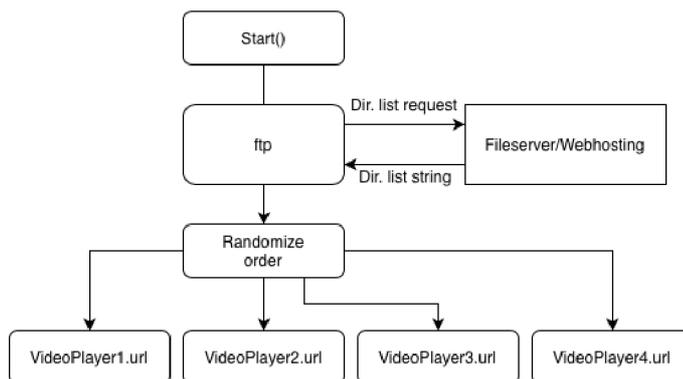 Start()
Dir. list request
ftp
Fileserver/Webhosting
Dir. list string
Randomize
order
VideoPlayer1.url
VideoPlayer2.url
VideoPlayer3.url
VideoPlayer4.url